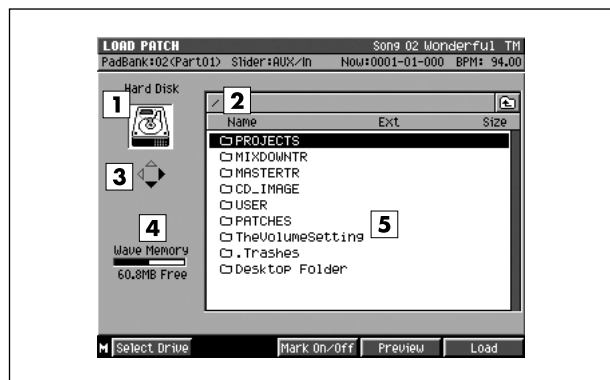 LOAD PATCH Song 02 Wonderful TM
PadBank:02(Part01) Slider:AUX/In Now:0001-01-000 BPM: 94.00
Hard Disk
1
2
/
Name Ext Size
PROJECTS
MIXDOWNTR
3
MASTERTR
CD_IMAGE
USER
PATCHES
4
TheVolumeSetting
5
Wave Memory
.Trashes
60.8MB Free
Desktop Folder
M Select Drive Mark On/Off Preview Load